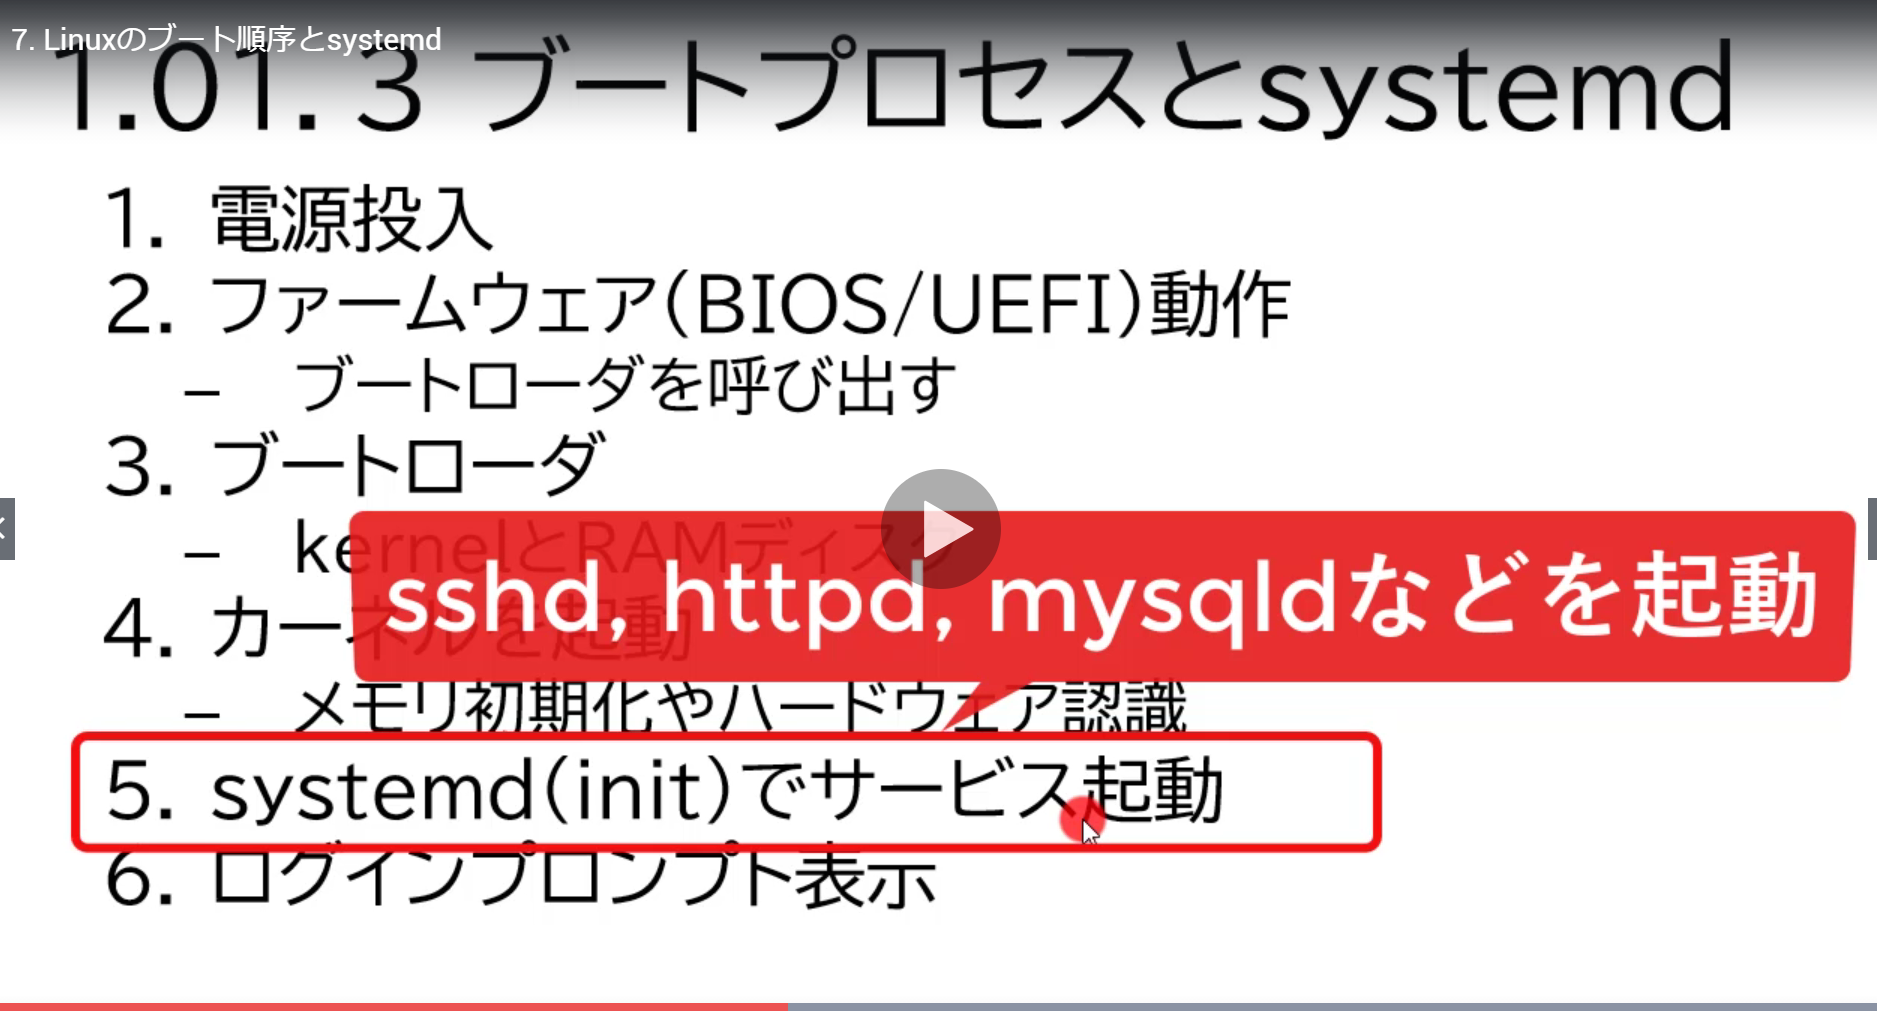 7. Linuxのブート順序とsystemd
1.01.3 ブートプロセスとsystemd
1. 電源投入
2. ファームウェア(BIOS/UEFI)動作
– ブートローダを呼び出す
3. ブートローダ
– kernelとRAMディスク
sshd, httpd, mysqldなどを起動
4. カーネルを起動
– メモリ初期化やハードウェア認識
5. systemd(init)でサービス起動
6. ログインプロンプト表示